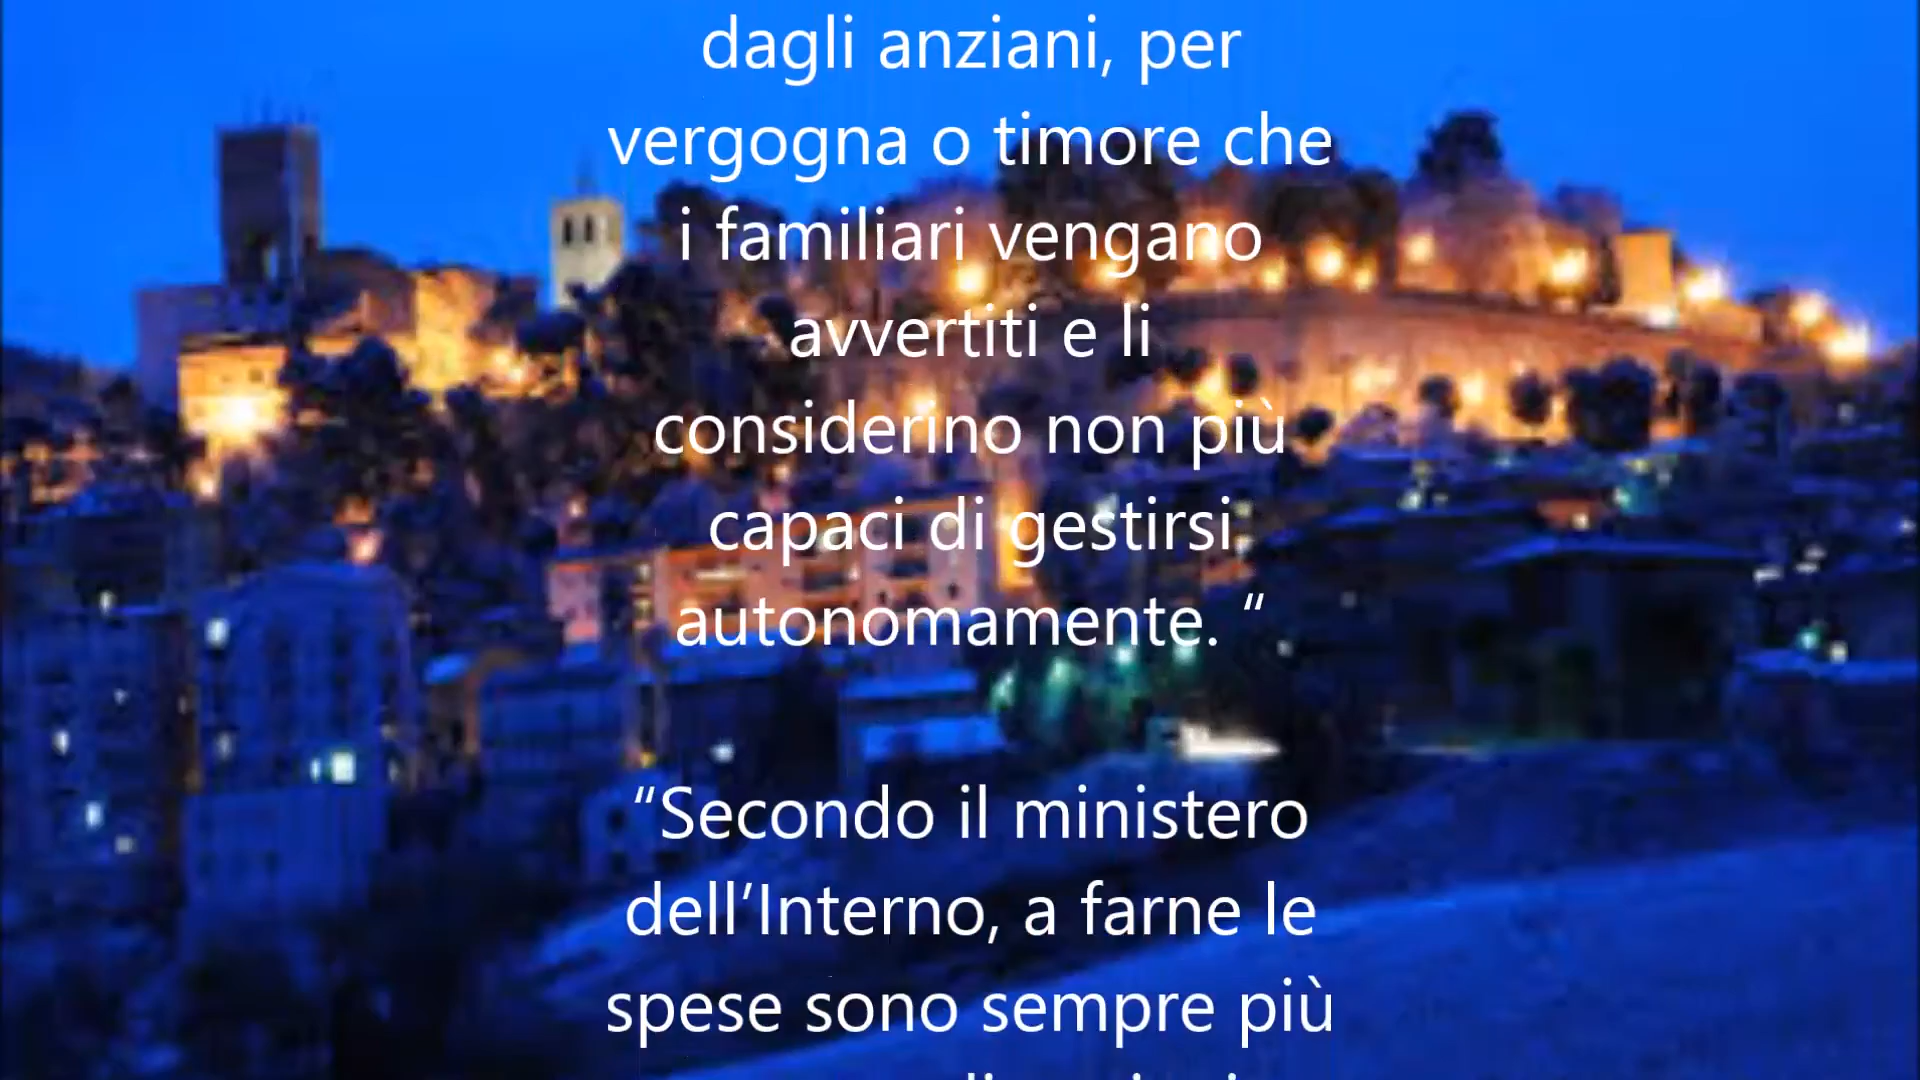 dagli anziani, per
vergogna o timore che
i familiari vengano
avvertiti e li
considerino non più
capaci di gestirsi
autonomamente. “
“Secondo il ministero
dell’Interno, a farne le
spese sono sempre più